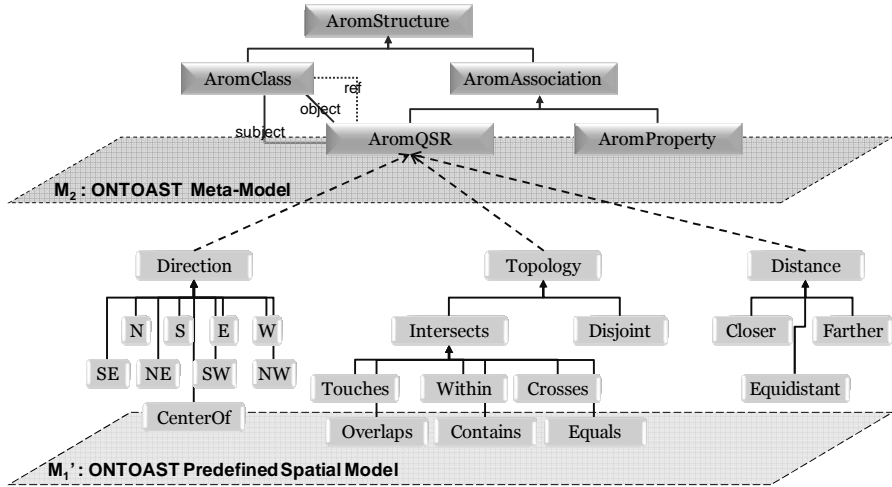 AromStructure
AromClass
AromAssociation
ref
object
subject
AromQSR
AromProperty
M2 : ONTOAST Meta-Model
Direction
Topology
Distance
N
S
E
W
Intersects
Disjoint
Closer
Farther
SE
NE
SW
NW
Touches
Within
Crosses
Equidistant
CenterOf
Overlaps
Contains
Equals
M1' : ONTOAST Predefined Spatial Model